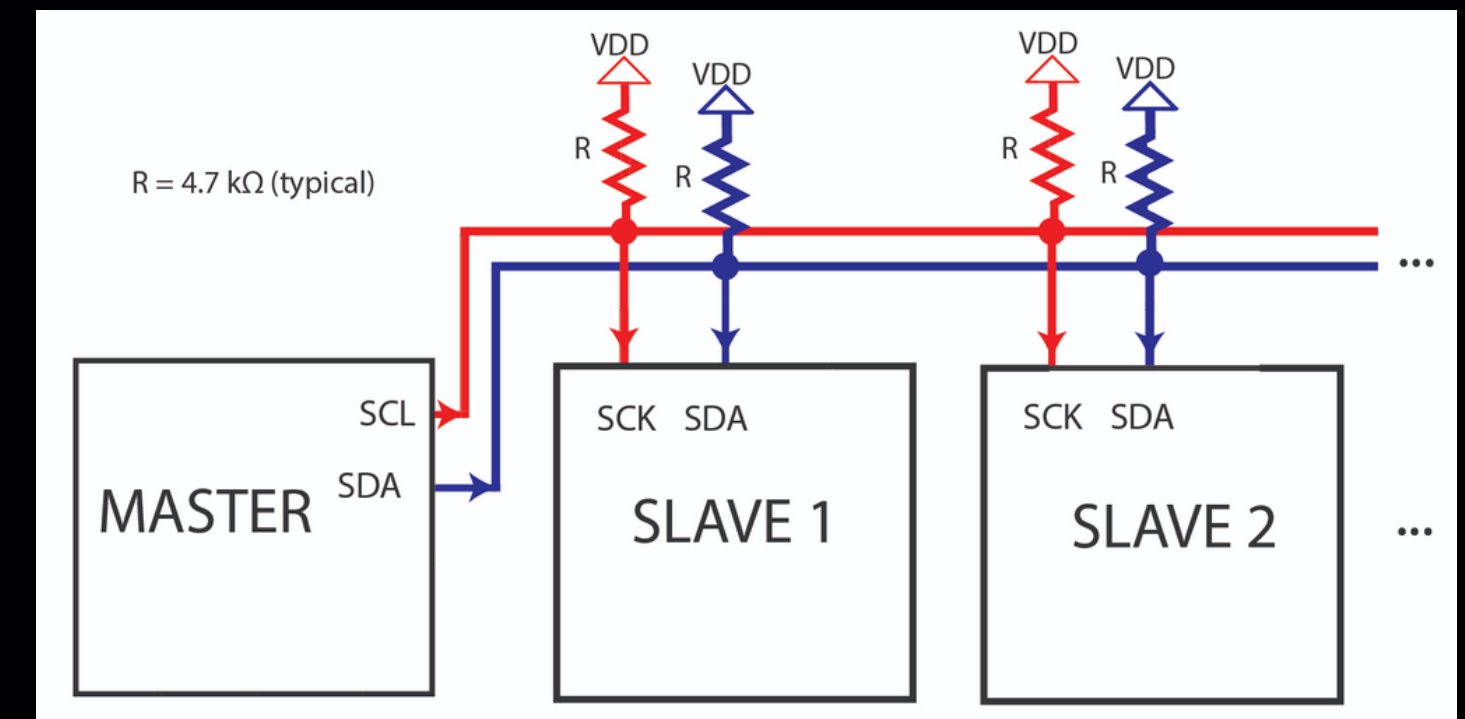 VDD
VDD
VDD
VDD
R
R
R
R
R = 4.7 kΩ (typical)
...
SCL
SDA
MASTER
SCK SDA
SLAVE 1
SCK SDA
SLAVE 2
...